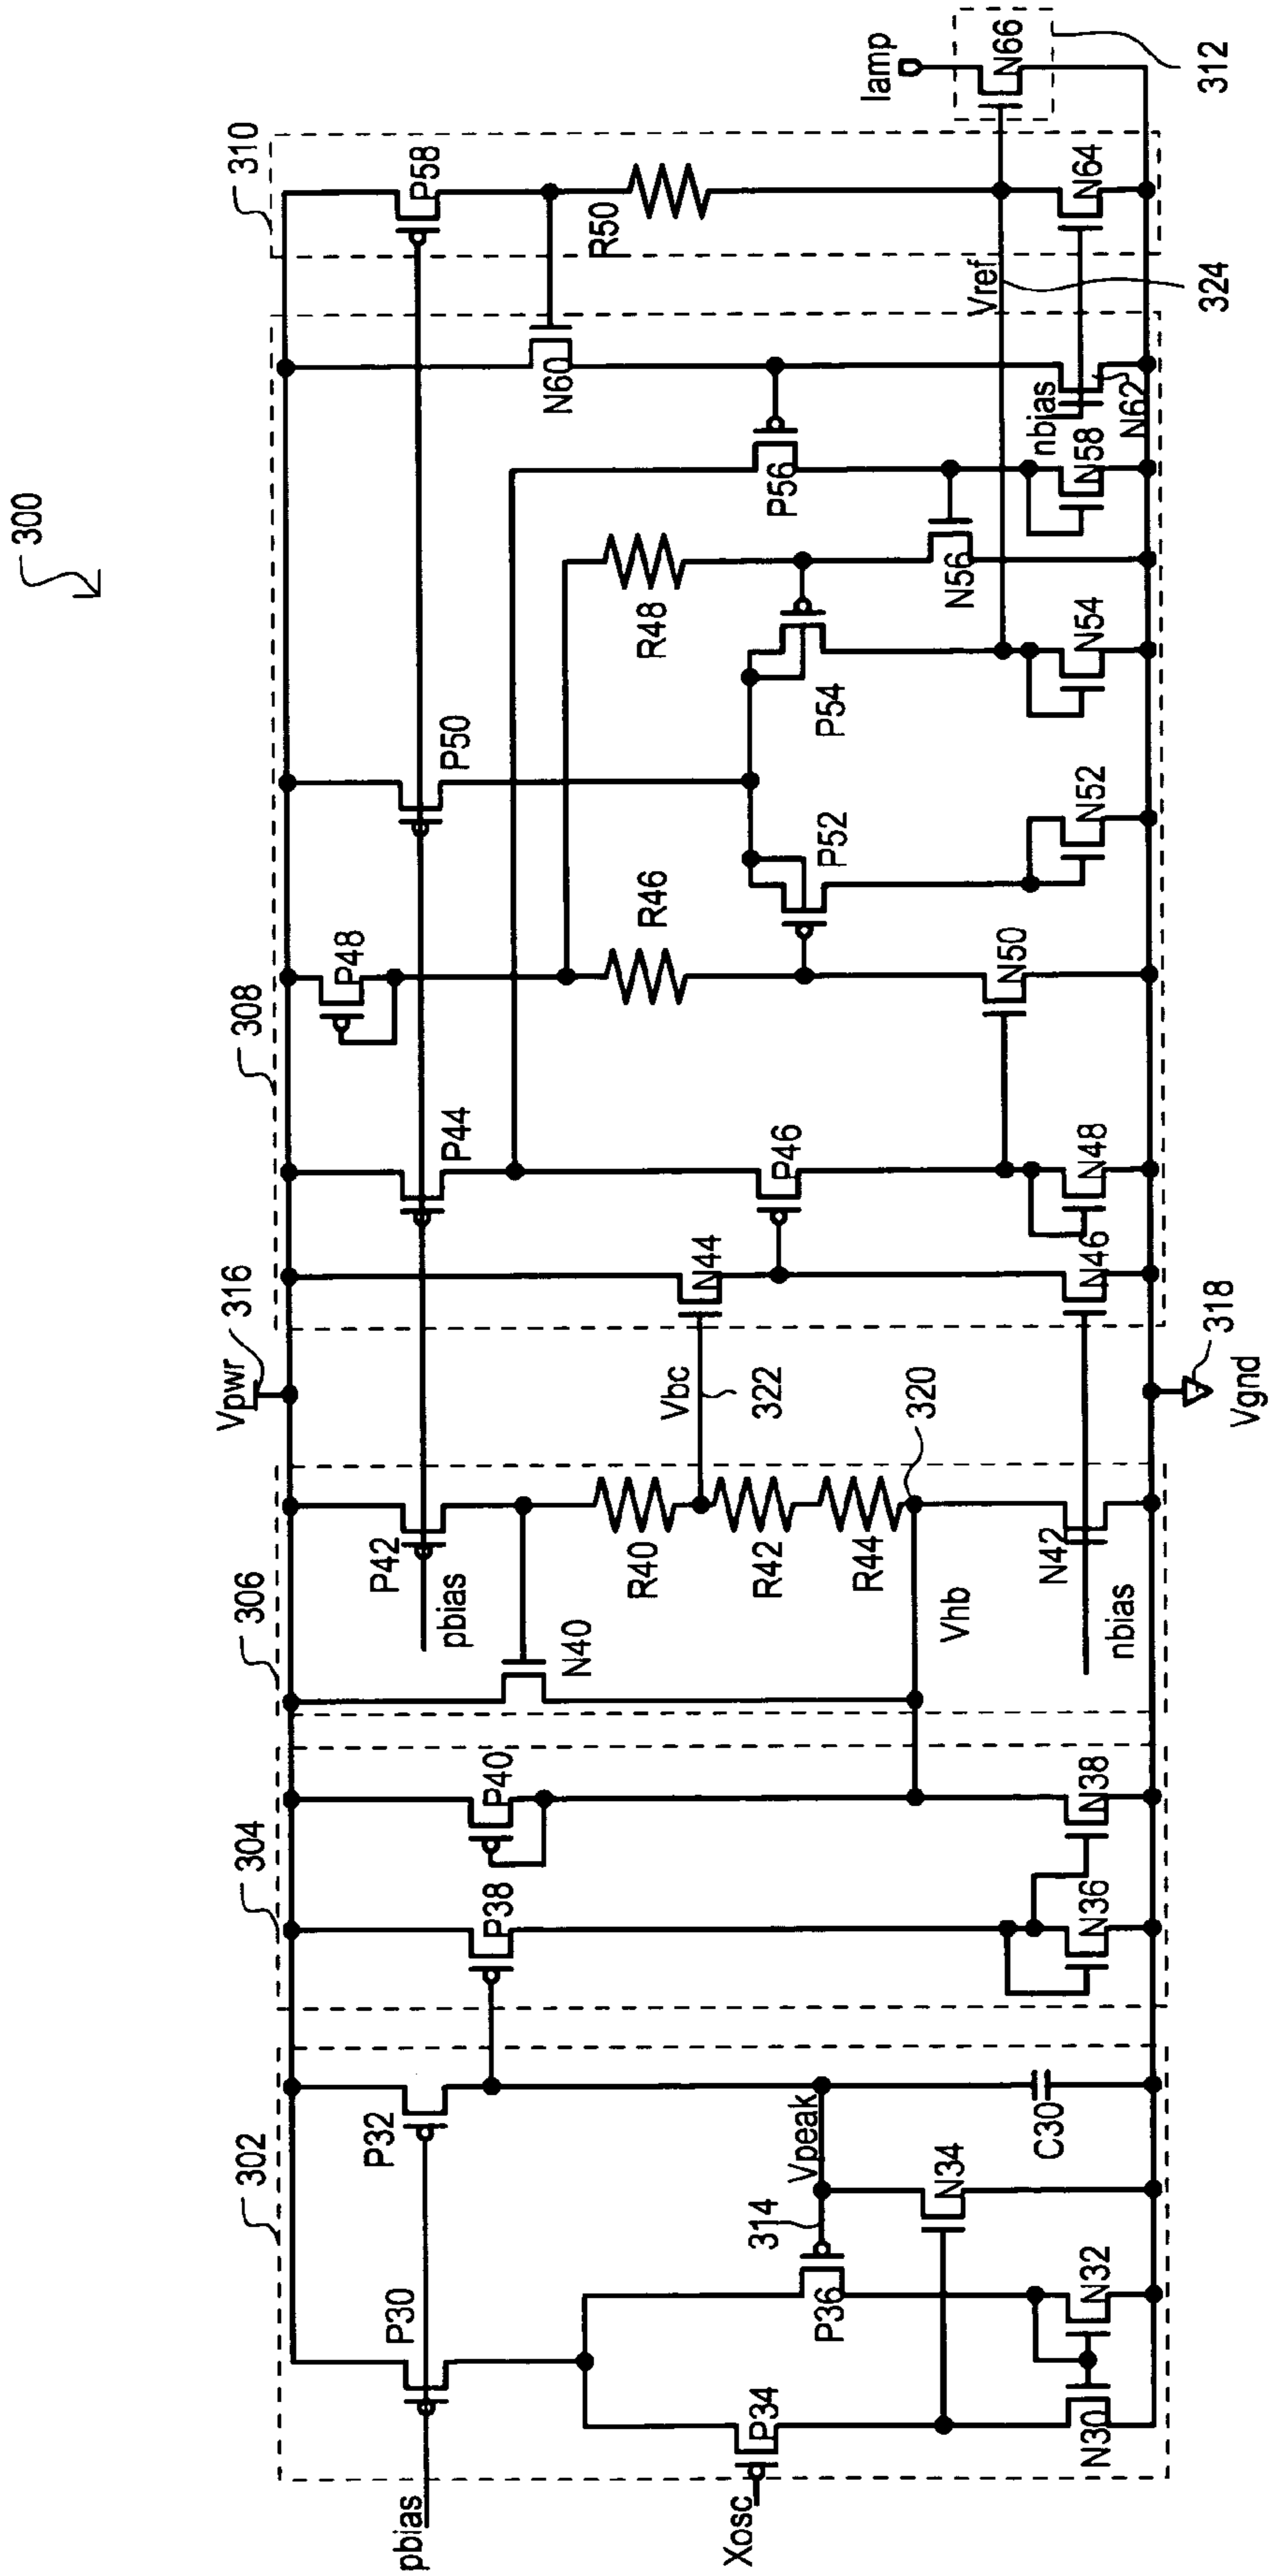 300
302
304
306
308
310
Vpwr
316
pbias
P30
P32
P38
P40
P42
pbias
P44
P48
P50
P58
N40
N60
R40
R42
R44
R46
R48
R50
Xosc
P34
P36
314
Vpeak
Vbc
322
N44
P46
P52
P54
P56
Vhb
320
N34
N50
N56
Vref
324
Iamp
N66
312
N30
N32
C30
N36
N38
nbias
N42
N46
N48
N52
N54
N58
nbias
N62
N64
Vgnd
318